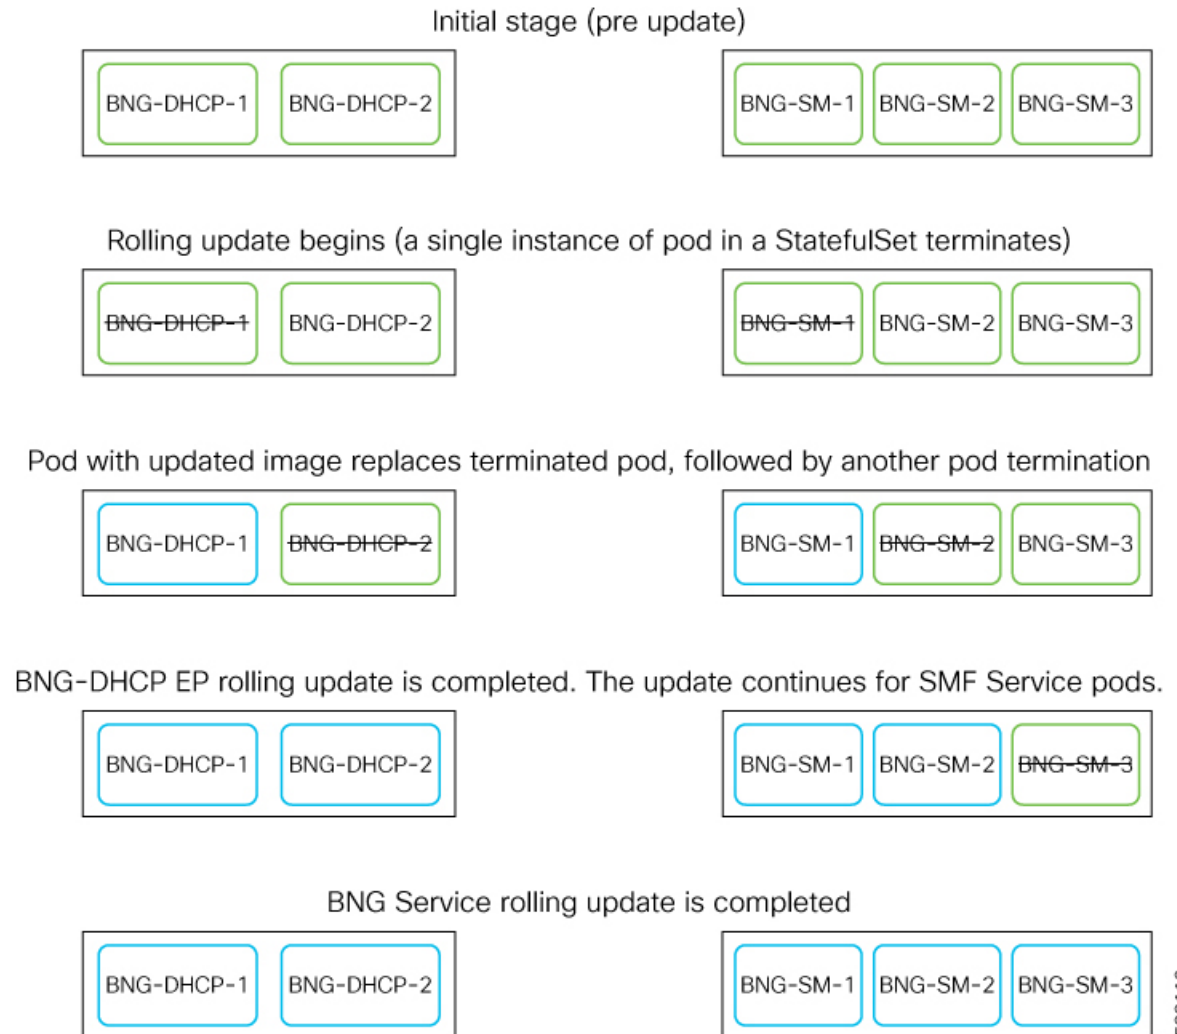 Initial stage (pre update)
BNG-DHCP-1 BNG-DHCP-2 BNG-SM-1 BNG-SM-2 BNG-SM-3
Rolling update begins (a single instance of pod in a StatefulSet terminates)
BNG-DHCP-1 BNG-DHCP-2 BNG-SM-1 BNG-SM-2 BNG-SM-3
Pod with updated image replaces terminated pod, followed by another pod termination
BNG-DHCP-1 BNG-DHCP-2 BNG-SM-1 BNG-SM-2 BNG-SM-3
BNG-DHCP EP rolling update is completed. The update continues for SMF Service pods.
BNG-DHCP-1 BNG-DHCP-2 BNG-SM-1 BNG-SM-2 BNG-SM-3
BNG Service rolling update is completed
BNG-DHCP-1 BNG-DHCP-2 BNG-SM-1 BNG-SM-2 BNG-SM-3